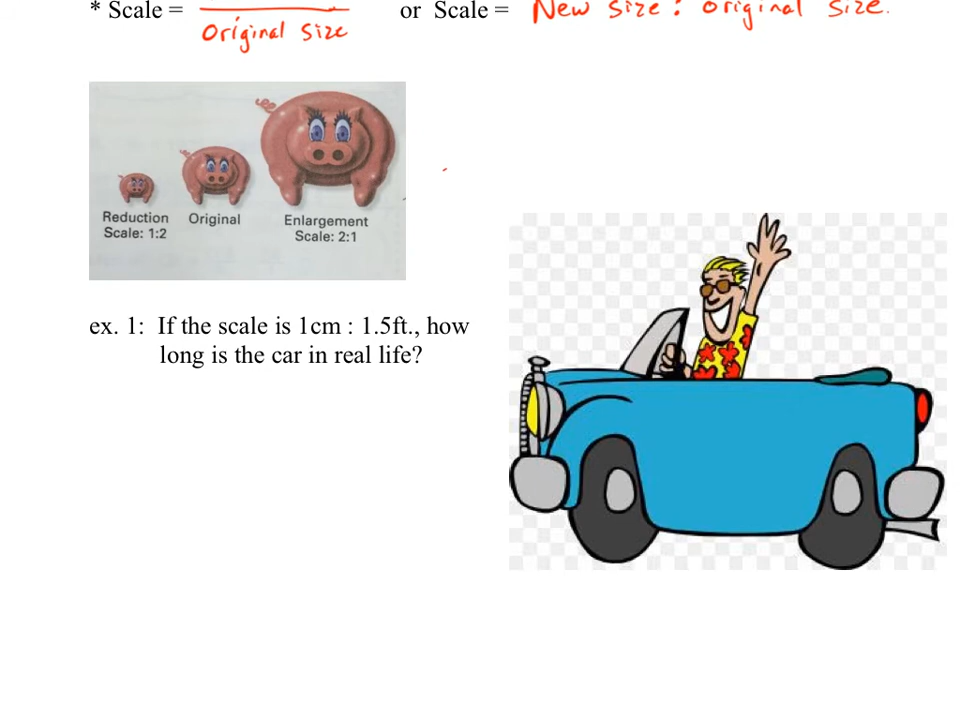 * Scale = ――― or Scale = New Size : Original Size.
Original Size
Reduction Original Enlargement
Scale: 1:2 Scale: 2:1
ex. 1: If the scale is 1cm : 1.5ft., how
long is the car in real life?